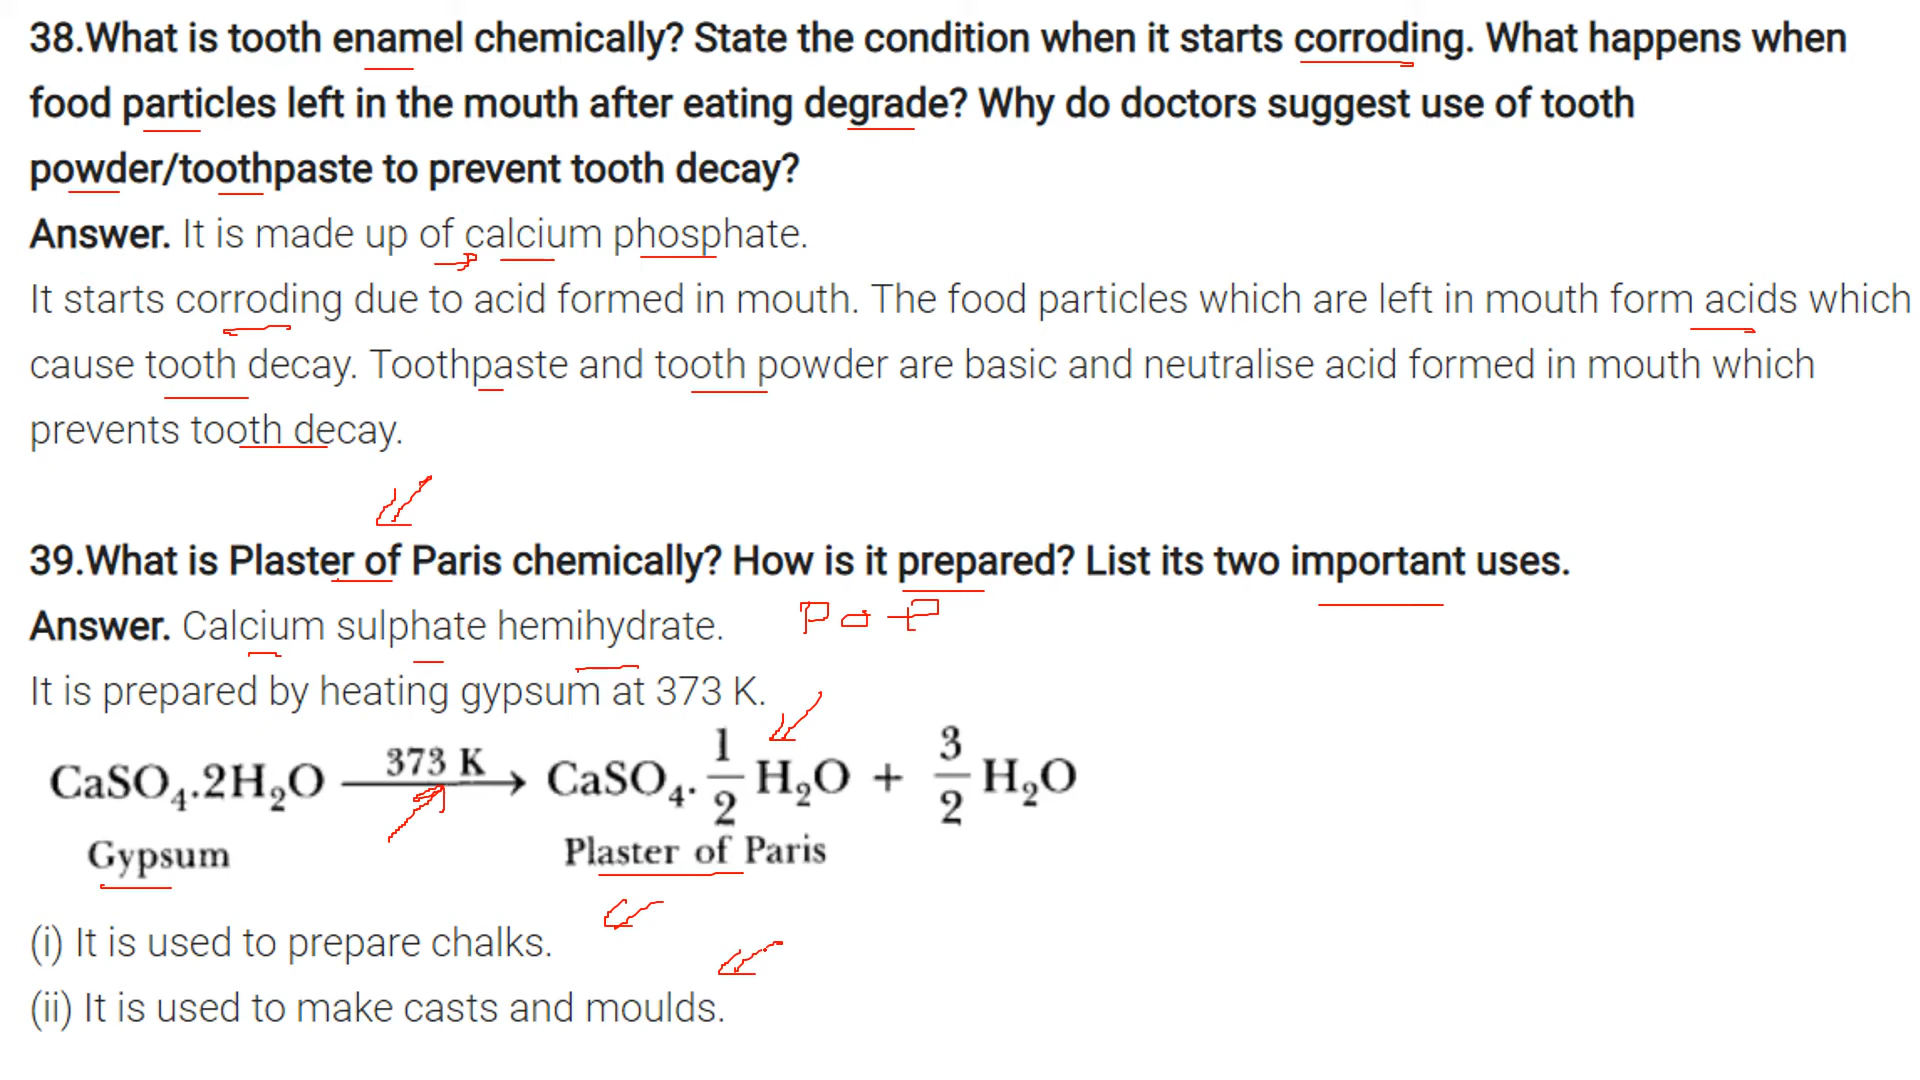 38.What is tooth enamel chemically? State the condition when it starts corroding. What happens when
food particles left in the mouth after eating degrade? Why do doctors suggest use of tooth
powder/toothpaste to prevent tooth decay?
Answer. It is made up of calcium phosphate.
It starts corroding due to acid formed in mouth. The food particles which are left in mouth form acids which
cause tooth decay. Toothpaste and tooth powder are basic and neutralise acid formed in mouth which
prevents tooth decay.
39.What is Plaster of Paris chemically? How is it prepared? List its two important uses.
Answer. Calcium sulphate hemihydrate. PoP
It is prepared by heating gypsum at 373 K.
CaSO₄.2H₂O 373 K → CaSO₄. 1/2 H₂O + 3/2 H₂O
Gypsum Plaster of Paris
(i) It is used to prepare chalks.
(ii) It is used to make casts and moulds.